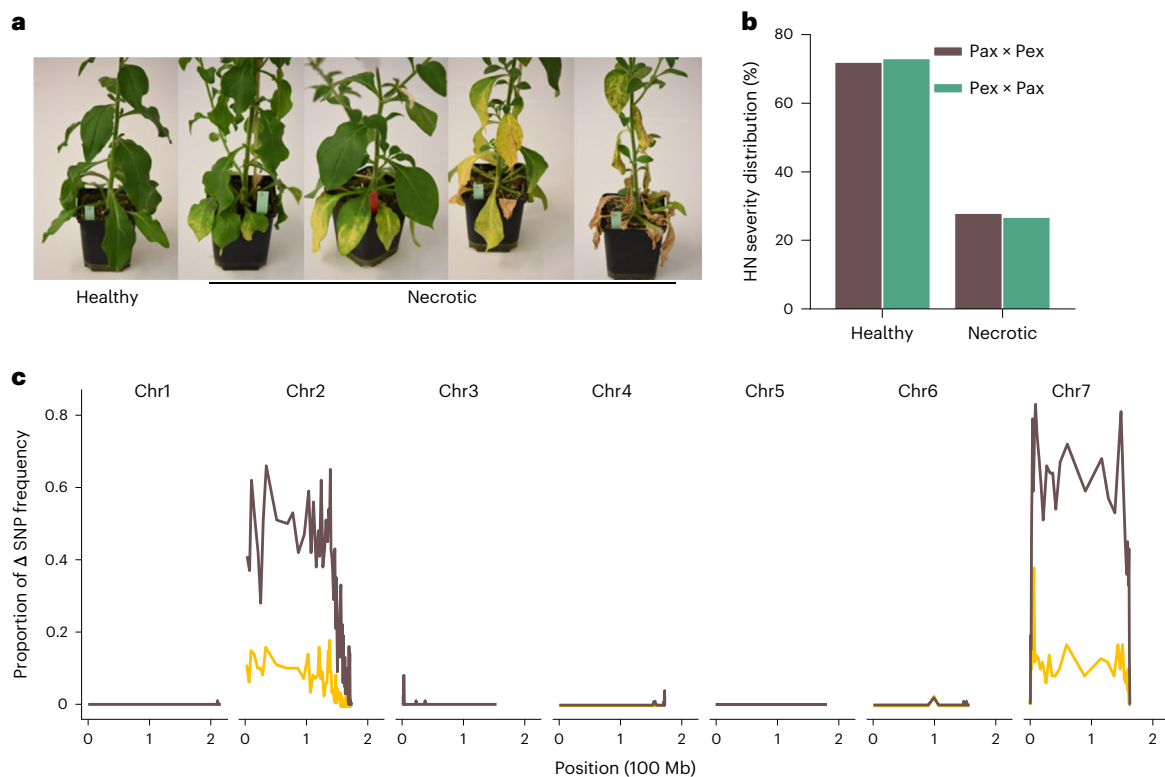 a
Healthy
Necrotic
b
HN severity distribution (%)
80
60
40
20
0
Pax × Pex
Pex × Pax
Healthy
Necrotic
c
Chr1
Chr2
Chr3
Chr4
Chr5
Chr6
Chr7
Proportion of Δ SNP frequency
0.8
0.6
0.4
0.2
0
0 1 2
0 1 2
0 1 2
0 1 2
0 1 2
0 1 2
0 1 2
Position (100 Mb)